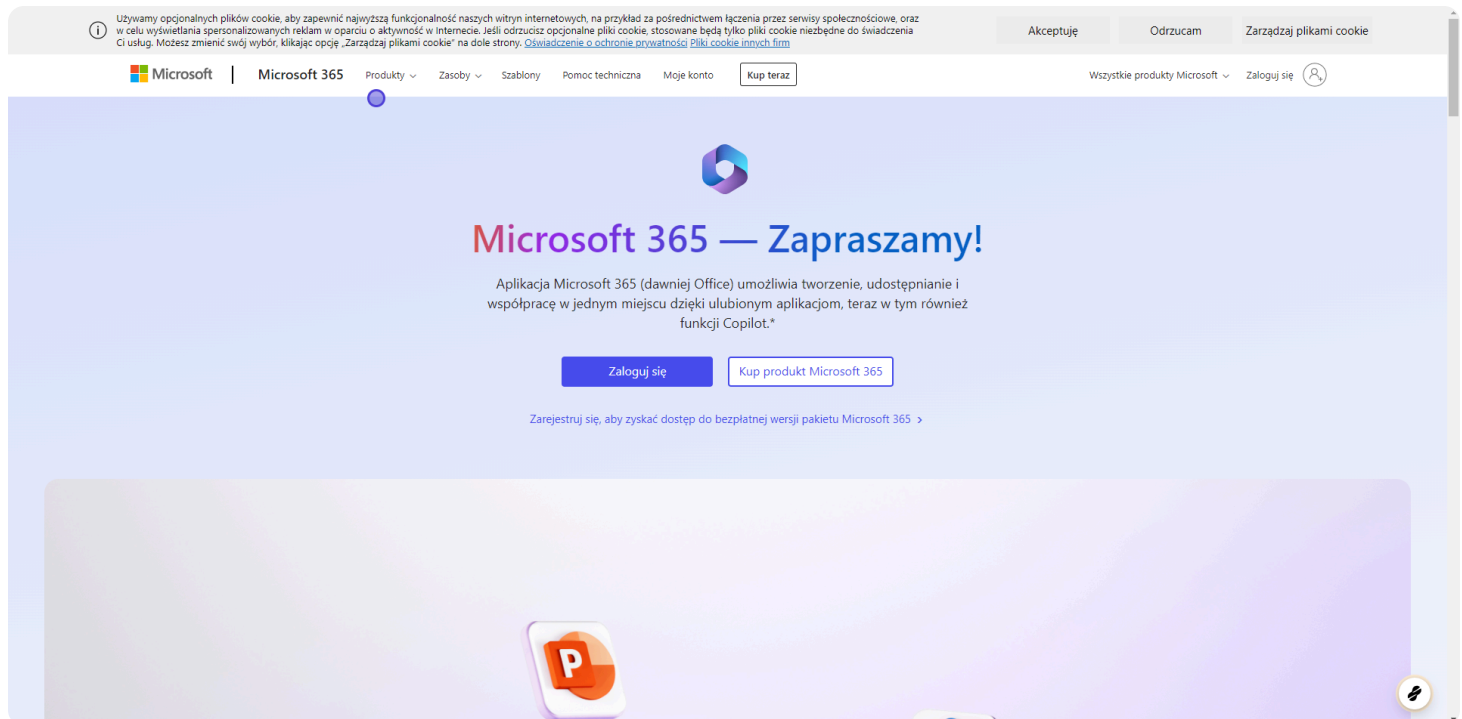 Używamy opcjonalnych plików cookie, aby zapewnić najwyższą funkcjonalność naszych witryn internetowych, na przykład za pośrednictwem łączenia przez serwisy społecznościowe, oraz
w celu wyświetlania spersonalizowanych reklam w oparciu o aktywność w Internecie. Jeśli odrzucisz opcjonalne pliki cookie, stosowane będą tylko pliki cookie niezbędne do świadczenia
Ci usług. Możesz zmienić swój wybór, klikając opcję „Zarządzaj plikami cookie” na dole strony. Oświadczenie o ochronie prywatności Pliki cookie innych firm
Akceptuję
Odrzucam
Zarządzaj plikami cookie
Microsoft
Microsoft 365
Produkty
Zasoby
Szablony
Pomoc techniczna
Moje konto
Kup teraz
Wszystkie produkty Microsoft
Zaloguj się
Microsoft 365 — Zapraszamy!
Aplikacja Microsoft 365 (dawniej Office) umożliwia tworzenie, udostępnianie i
współpracę w jednym miejscu dzięki ulubionym aplikacjom, teraz w tym również
funkcji Copilot.*
Zaloguj się
Kup produkt Microsoft 365
Zarejestruj się, aby zyskać dostęp do bezpłatnej wersji pakietu Microsoft 365
P